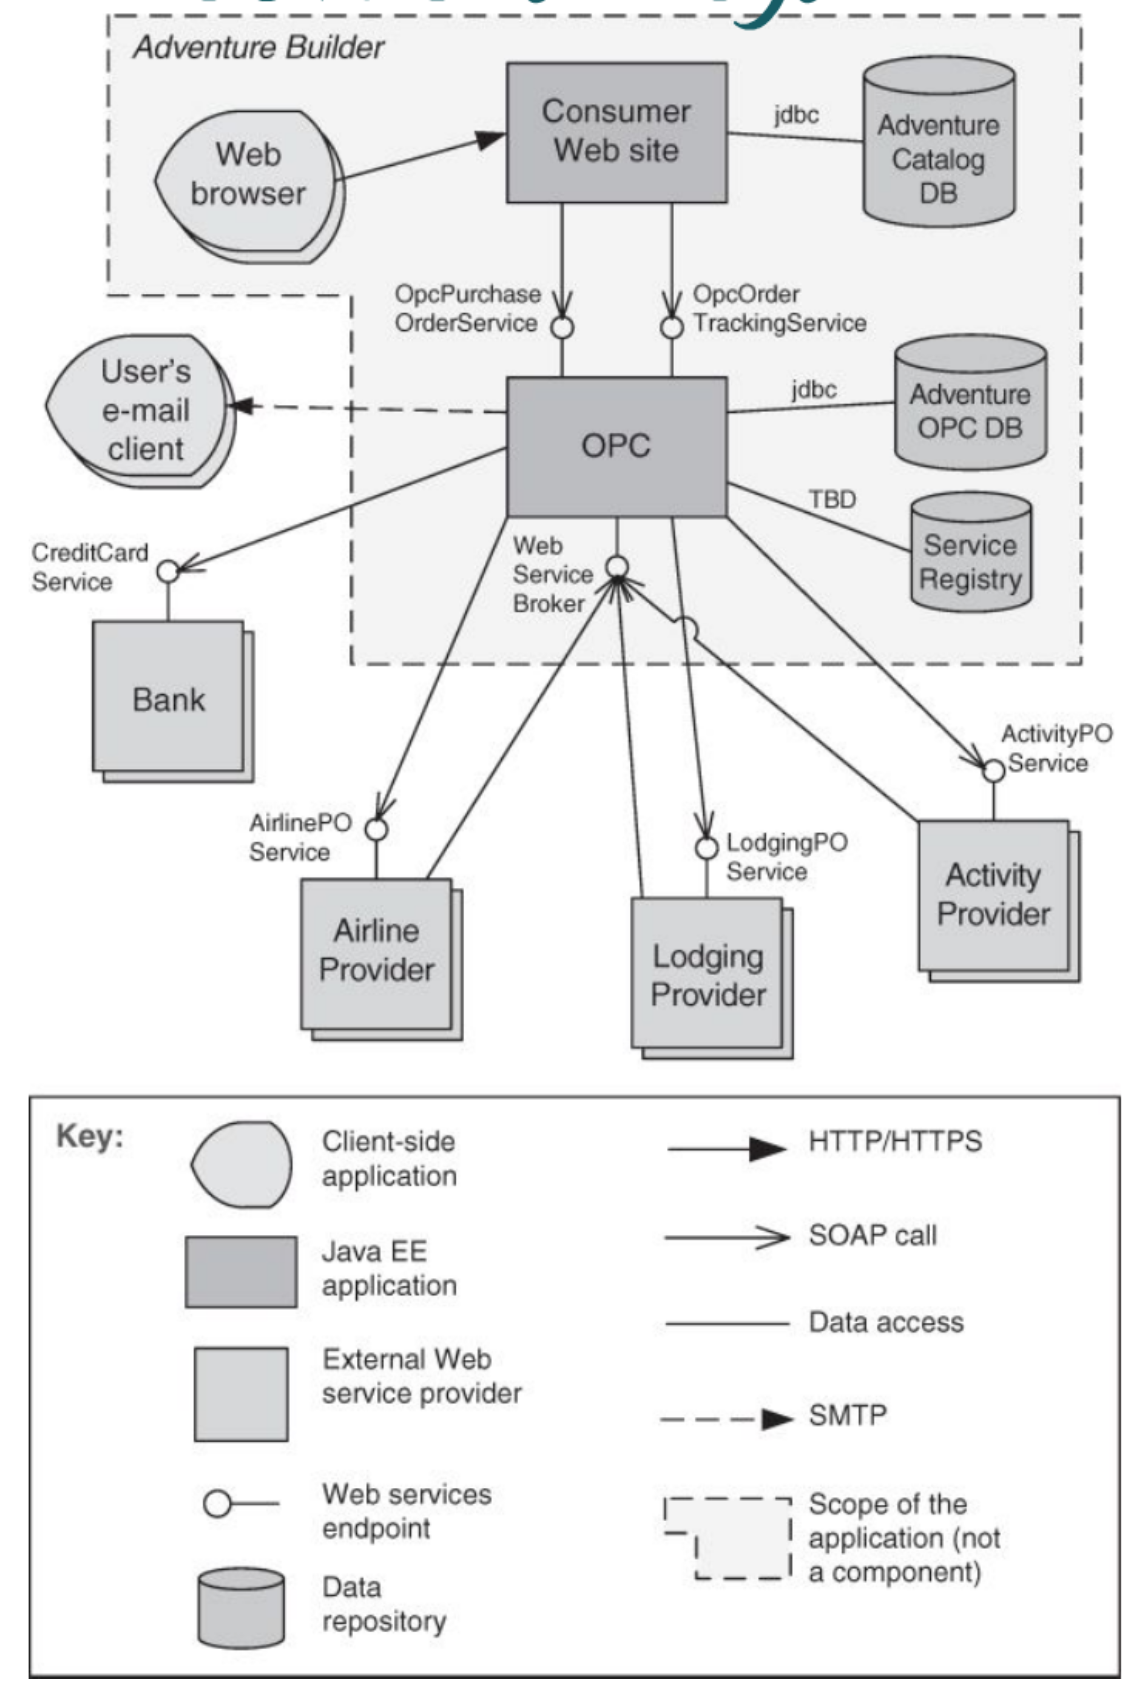 Adventure Builder
Web
browser
Consumer
Web site
jdbc
Adventure
Catalog
DB
OpcPurchase
OrderService
OpcOrder
TrackingService
User's
e-mail
client
OPC
jdbc
Adventure
OPC DB
TBD
Service
Registry
CreditCard
Service
Web
Service
Broker
Bank
AirlinePO
Service
Airline
Provider
LodgingPO
Service
Lodging
Provider
ActivityPO
Service
Activity
Provider
Key:
Client-side
application
Java EE
application
External Web
service provider
Web services
endpoint
Data
repository
HTTP/HTTPS
SOAP call
Data access
SMTP
Scope of the
application (not
a component)